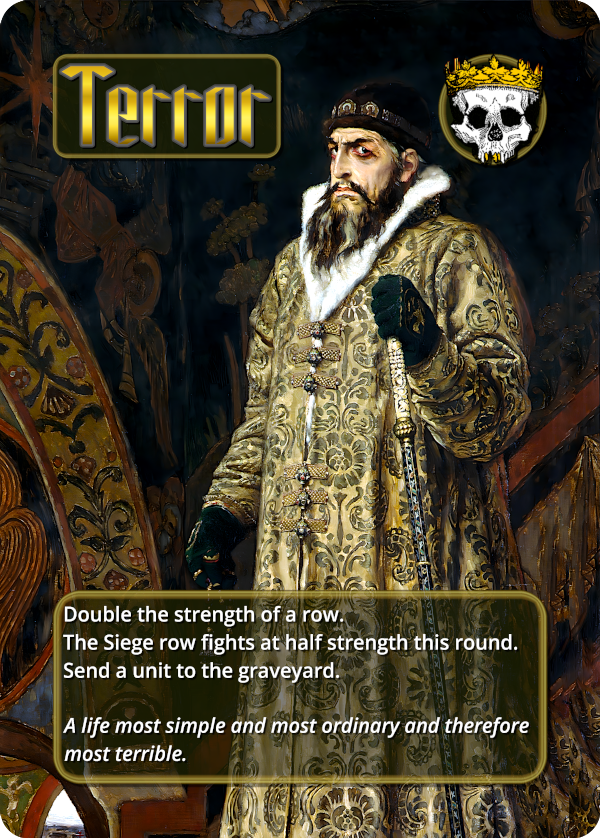 Terror
Double the strength of a row.
The Siege row fights at half strength this round.
Send a unit to the graveyard.
A life most simple and most ordinary and therefore
most terrible.